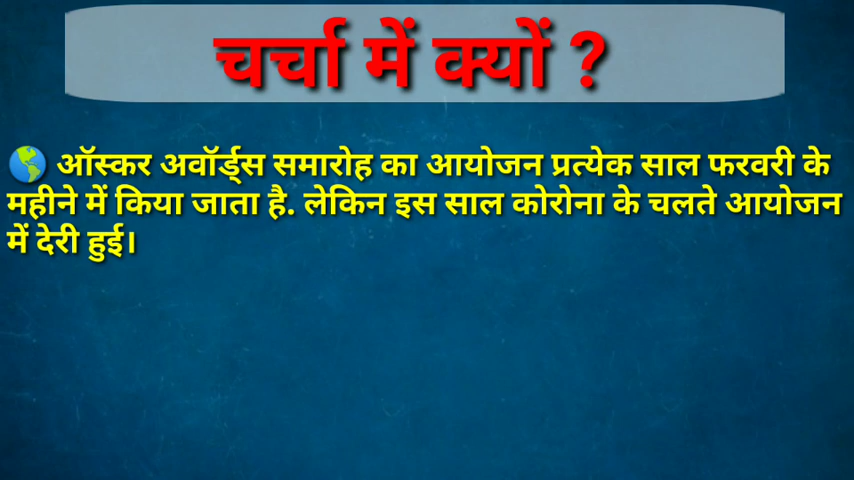 चर्चा में क्यों ?
ऑस्कर अवॉर्ड्स समारोह का आयोजन प्रत्येक साल फरवरी के
महीने में किया जाता है. लेकिन इस साल कोरोना के चलते आयोजन
में देरी हुई।